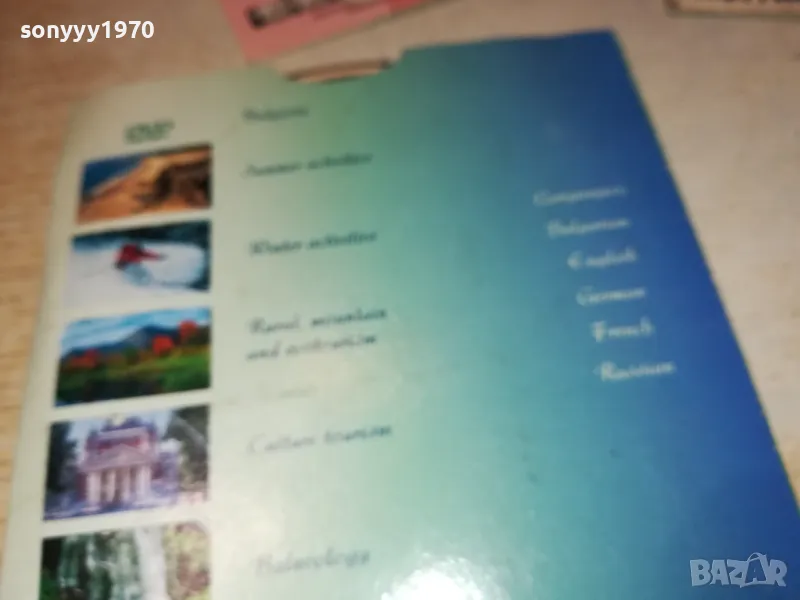 sonyyy1970
DVD
Bulgaria
Summer activities
Winter activities
Rural, mountain
and ecotourism
Culture tourism
Balneology
Bulgarian
English
German
French
Russian
BAZAR